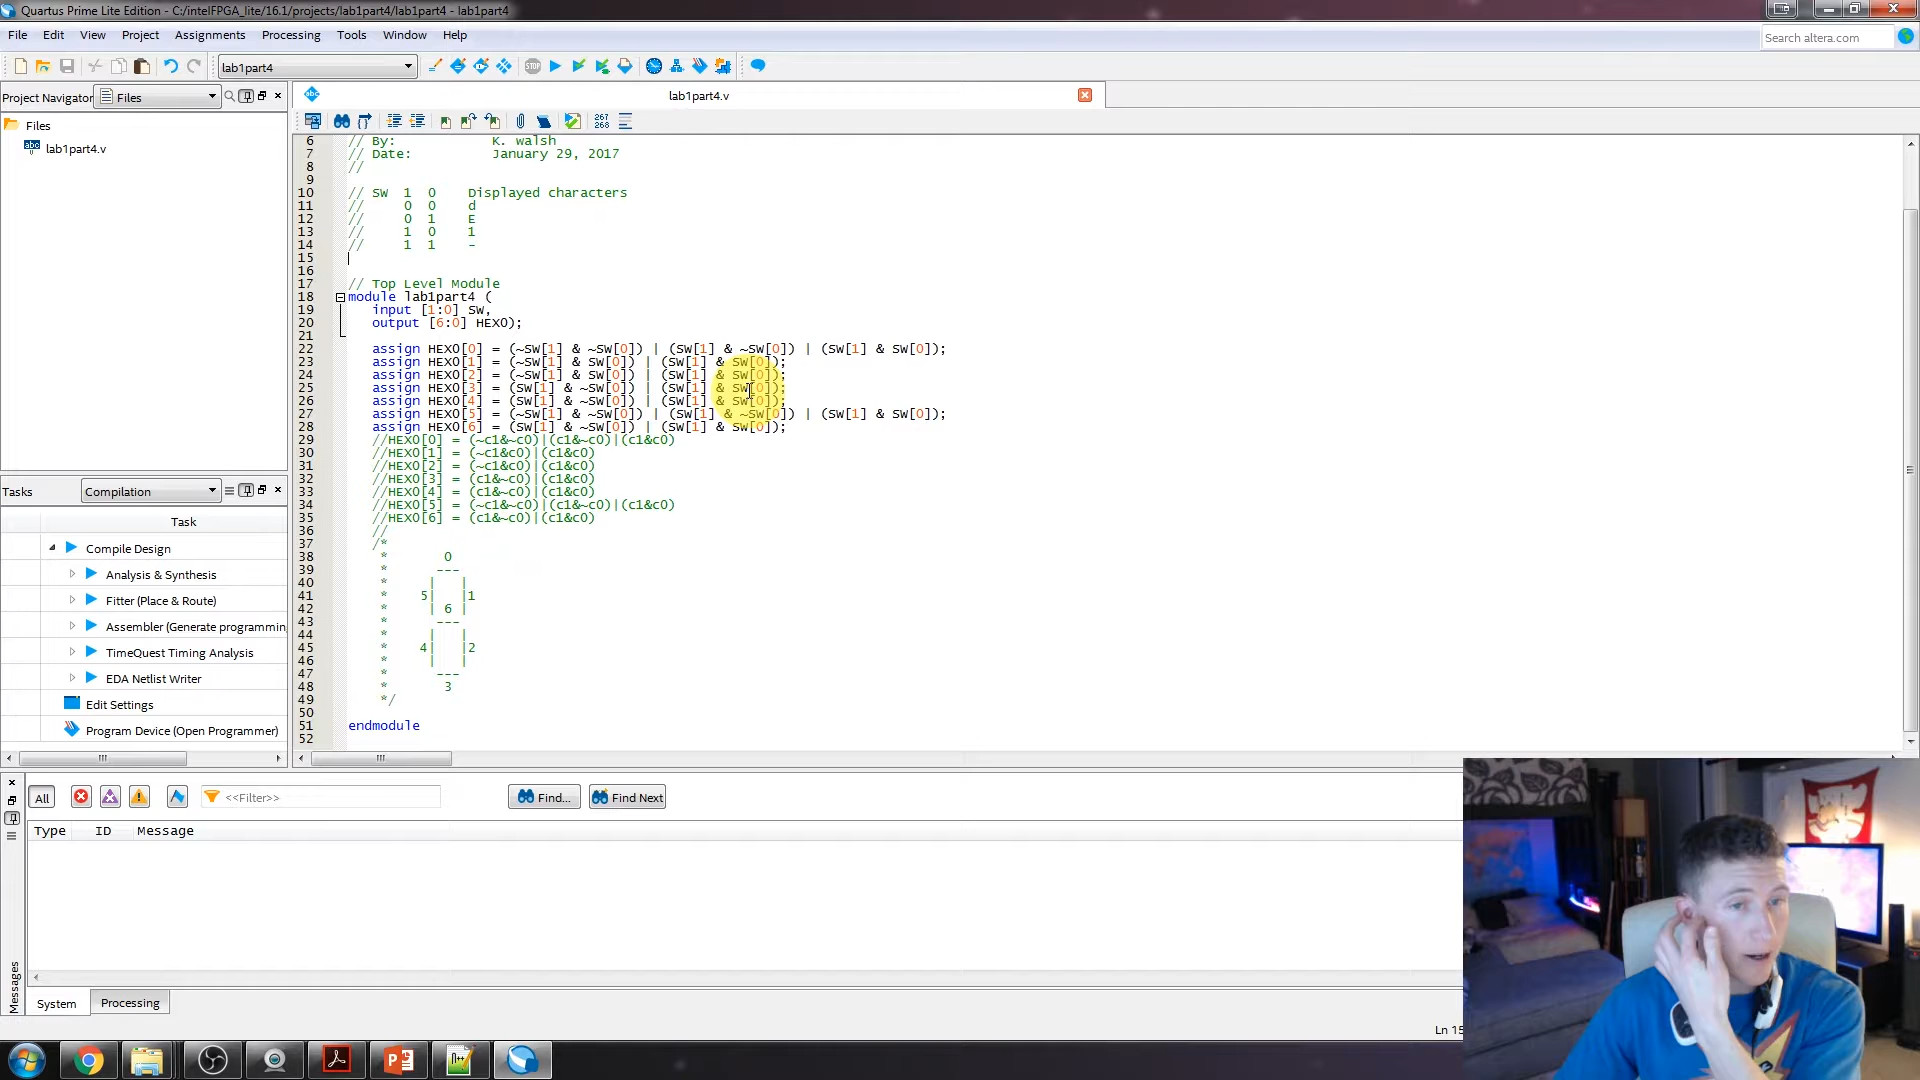 Quartus Prime Lite Edition - C:/intelFPGA_lite/16.1/projects/lab1part4/lab1part4 - lab1part4
File Edit View Project Assignments Processing Tools Window Help
Search altera.com
lab1part4
STOP
Project Navigator Files
abc lab1part4.v
Files
abc lab1part4.v
267
268
6 // By: K. walsh
7 // Date: January 29, 2017
8 //
9
10 // SW 1 0 Displayed characters
11 // 0 0 d
12 // 0 1 E
13 // 1 0 1
14 // 1 1 -
15
16
17 // Top Level Module
18 module lab1part4 (
19 input [1:0] SW,
20 output [6:0] HEX0);
21
22 assign HEX0[0] = (~SW[1] & ~SW[0]) | (SW[1] & ~SW[0]) | (SW[1] & SW[0]);
23 assign HEX0[1] = (~SW[1] & SW[0]) | (SW[1] & SW[0]);
24 assign HEX0[2] = (~SW[1] & SW[0]) | (SW[1] & SW[0]);
25 assign HEX0[3] = (SW[1] & ~SW[0]) | (SW[1] & SW[0]);
26 assign HEX0[4] = (SW[1] & ~SW[0]) | (SW[1] & SW[0]);
27 assign HEX0[5] = (~SW[1] & ~SW[0]) | (SW[1] & ~SW[0]) | (SW[1] & SW[0]);
28 assign HEX0[6] = (SW[1] & ~SW[0]) | (SW[1] & SW[0]);
29 //HEX0[0] = (~c1&~c0)|(c1&~c0)|(c1&c0)
30 //HEX0[1] = (~c1&c0)|(c1&c0)
31 //HEX0[2] = (~c1&c0)|(c1&c0)
32 //HEX0[3] = (c1&~c0)|(c1&c0)
33 //HEX0[4] = (c1&~c0)|(c1&c0)
34 //HEX0[5] = (~c1&~c0)|(c1&~c0)|(c1&c0)
35 //HEX0[6] = (c1&~c0)|(c1&c0)
36 //
37 /*
38 * 0
39 * ---
40 * | |
41 * 5| |1
42 * | 6 |
43 * ---
44 * | |
45 * 4| |2
46 * | |
47 * ---
48 * 3
49 */
50
51 endmodule
52
Tasks Compilation
Task
Compile Design
Analysis & Synthesis
Fitter (Place & Route)
Assembler (Generate programmin
TimeQuest Timing Analysis
EDA Netlist Writer
Edit Settings
Program Device (Open Programmer)
All <<Filter>> Find... Find Next
Type ID Message
Messages
System Processing
Ln 15